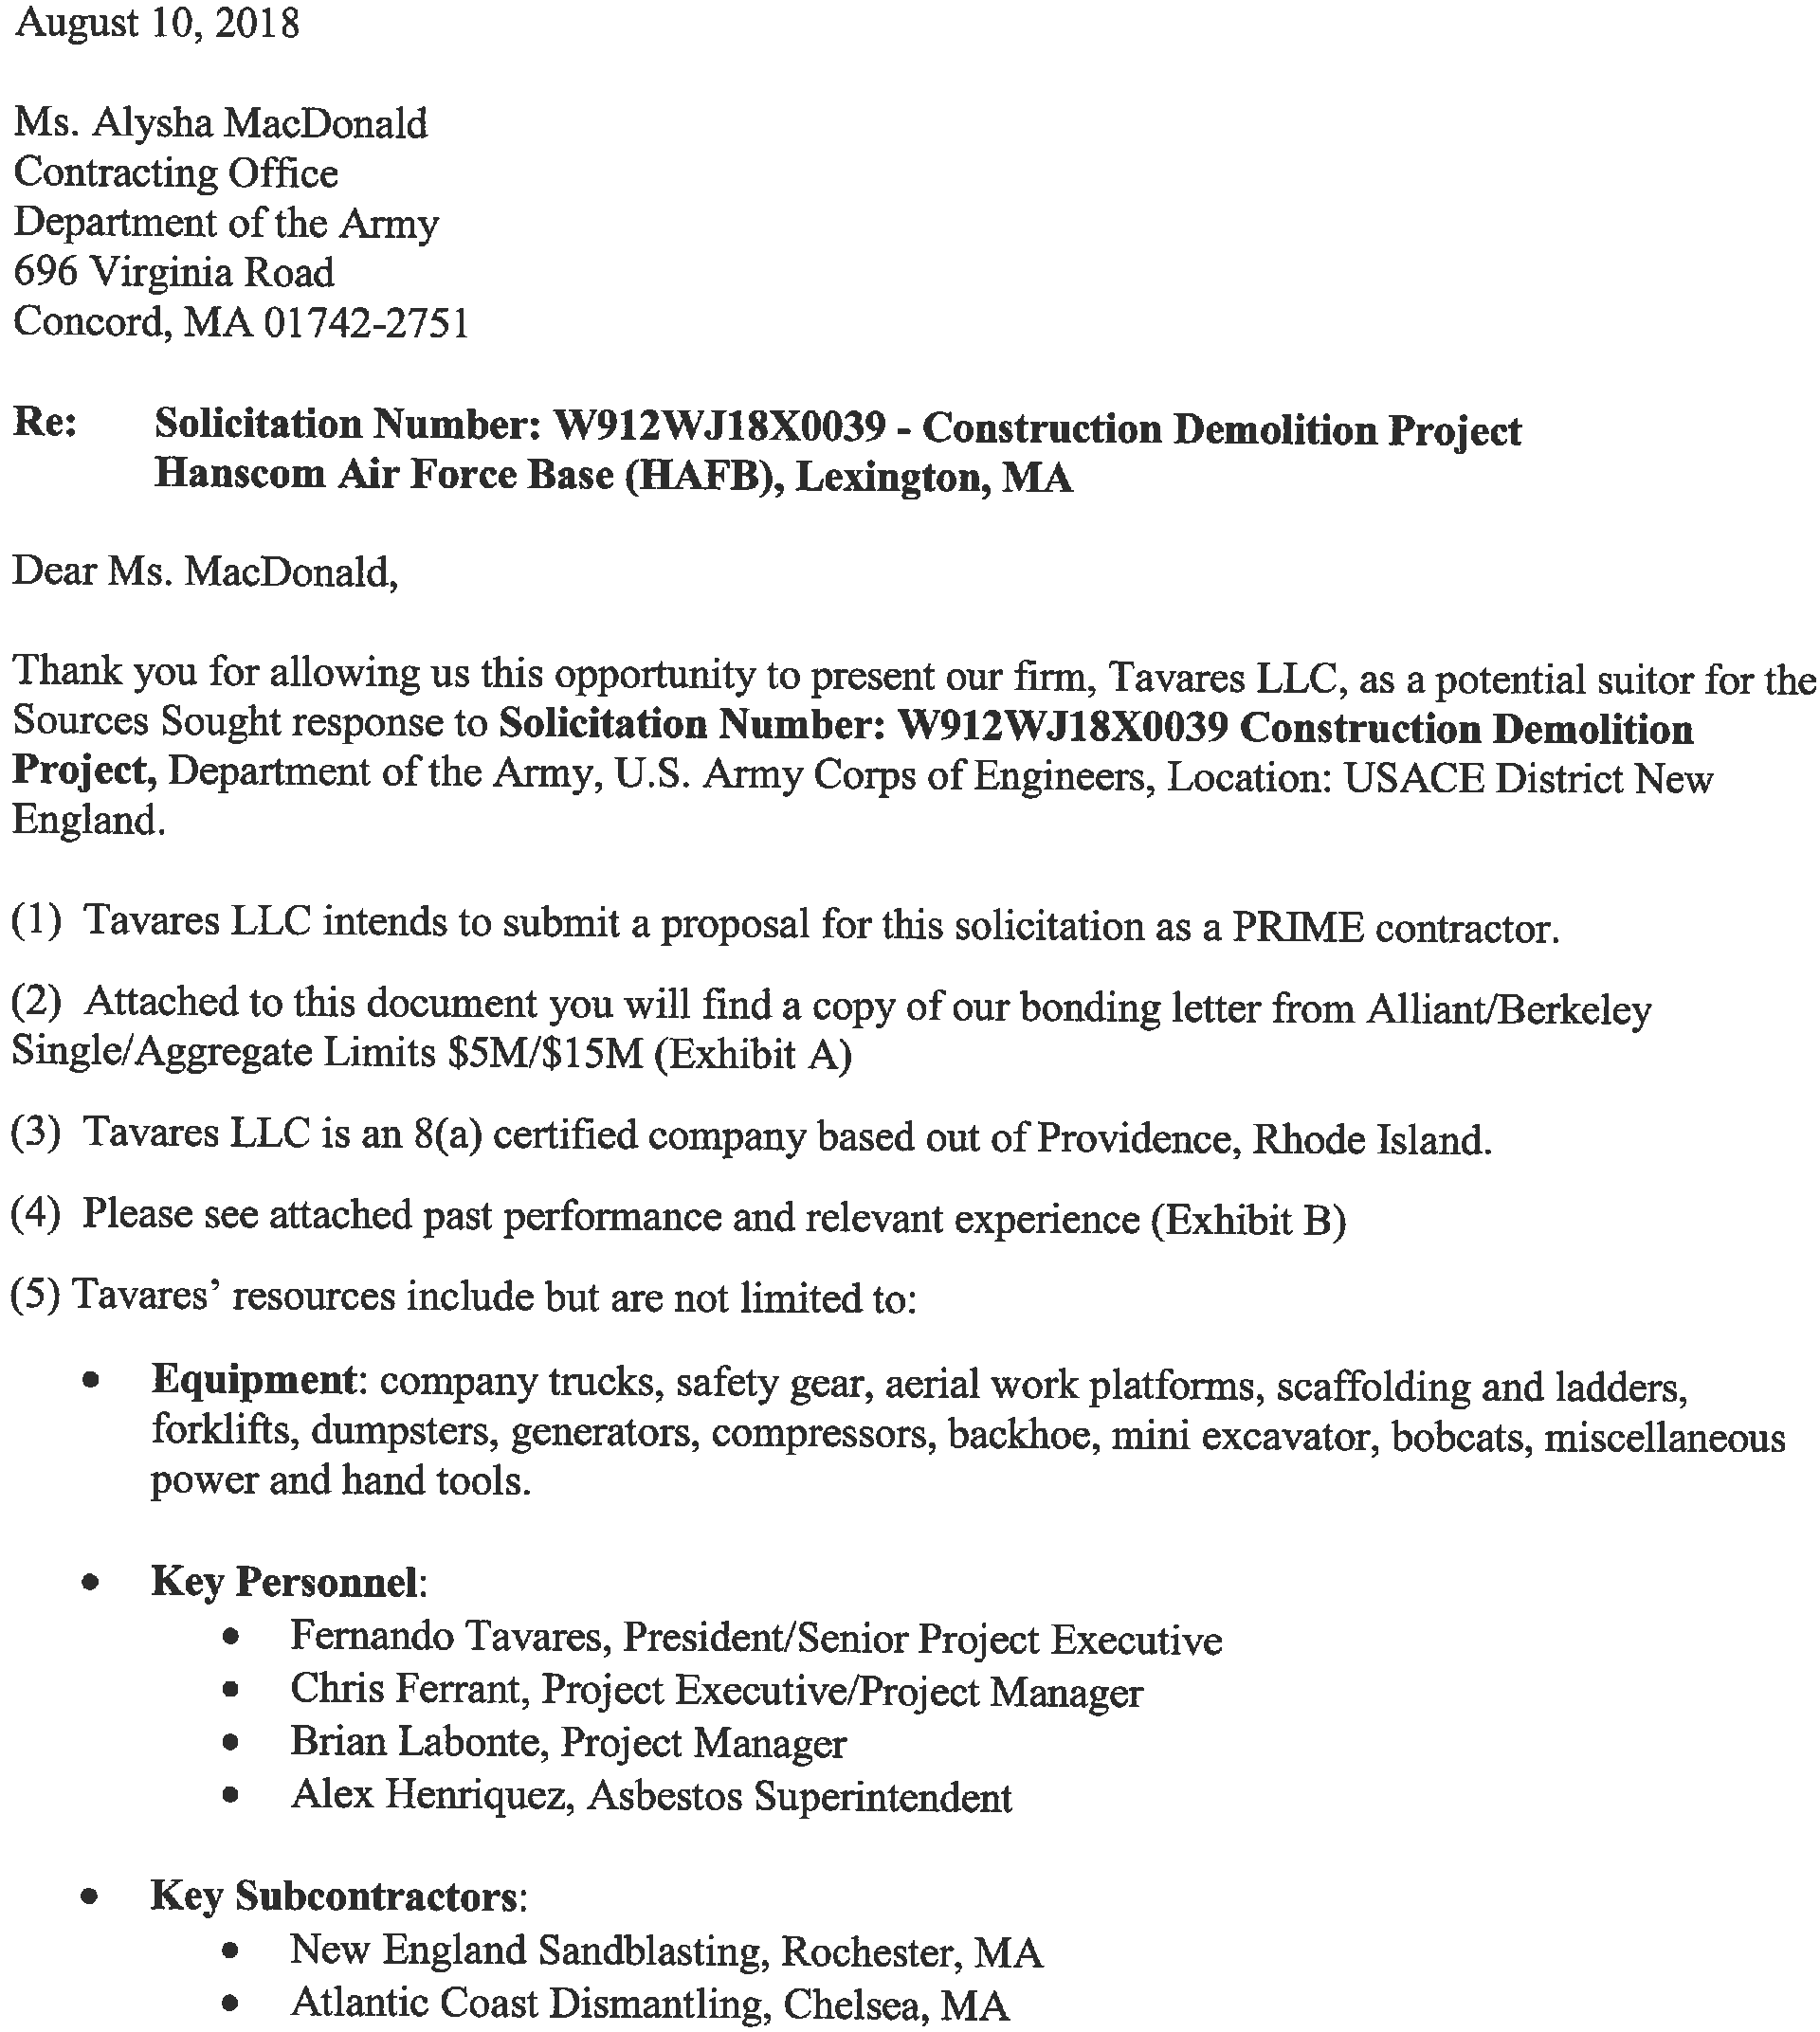 August 10, 2018
Ms. Alysha MacDonald
Contracting Office
Department of the Army
696 Virginia Road
Concord, MA 01742-2751
Re: Solicitation Number: W912WJ18X0039 - Construction Demolition Project
Hanscom Air Force Base (HAFB), Lexington, MA
Dear Ms. MacDonald,
Thank you for allowing us this opportunity to present our firm, Tavares LLC, as a potential suitor for the
Sources Sought response to Solicitation Number: W912WJ18X0039 Construction Demolition
Project, Department of the Army, U.S. Army Corps of Engineers, Location: USACE District New
England.
(1) Tavares LLC intends to submit a proposal for this solicitation as a PRIME contractor.
(2) Attached to this document you will find a copy of our bonding letter from Alliant/Berkeley
Single/Aggregate Limits $5M/$15M (Exhibit A)
(3) Tavares LLC is an 8(a) certified company based out of Providence, Rhode Island.
(4) Please see attached past performance and relevant experience (Exhibit B)
(5) Tavares’ resources include but are not limited to:
• Equipment: company trucks, safety gear, aerial work platforms, scaffolding and ladders,
forklifts, dumpsters, generators, compressors, backhoe, mini excavator, bobcats, miscellaneous
power and hand tools.
• Key Personnel:
• Fernando Tavares, President/Senior Project Executive
• Chris Ferrant, Project Executive/Project Manager
• Brian Labonte, Project Manager
• Alex Henriquez, Asbestos Superintendent
• Key Subcontractors:
• New England Sandblasting, Rochester, MA
• Atlantic Coast Dismantling, Chelsea, MA